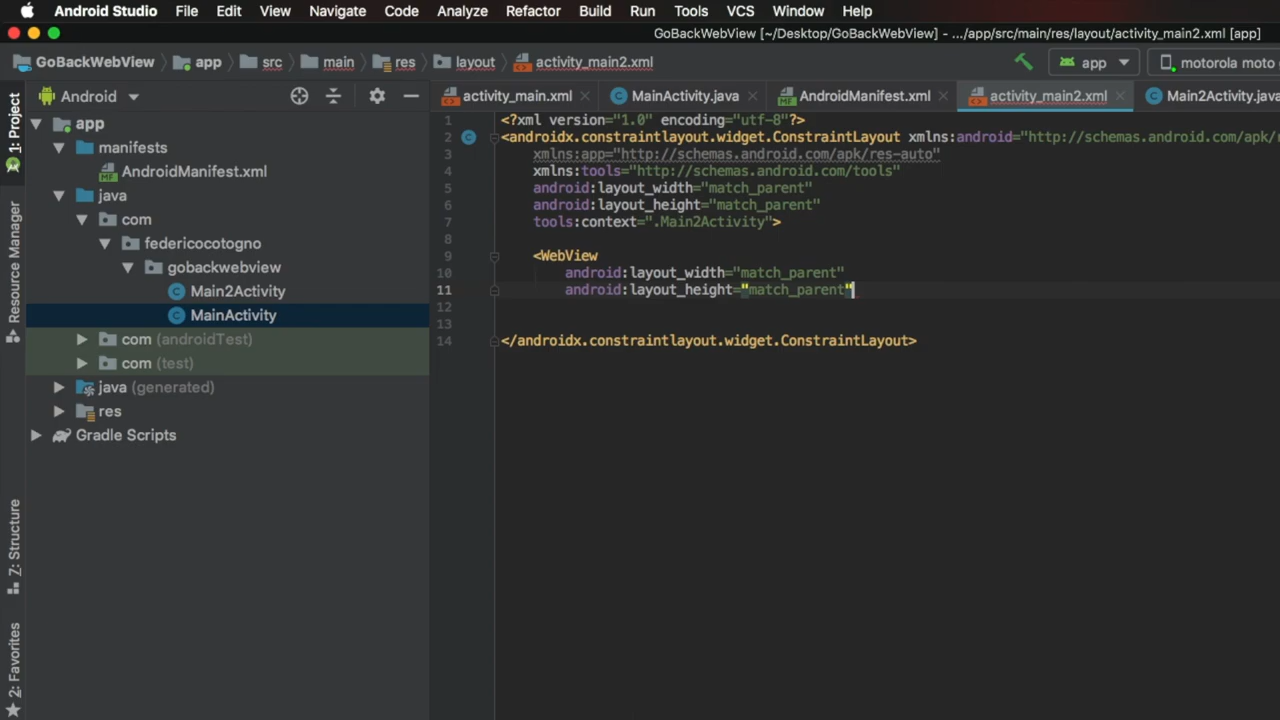 Android Studio File Edit View Navigate Code Analyze Refactor Build Run Tools VCS Window Help
GoBackWebView [~/Desktop/GoBackWebView] - .../app/src/main/res/layout/activity_main2.xml [app]
GoBackWebView app src main res layout activity_main2.xml app motorola moto
Android activity_main.xml MainActivity.java AndroidManifest.xml activity_main2.xml Main2Activity.java
1: Project
Resource Manager
Z: Structure
2: Favorites
app
manifests
AndroidManifest.xml
java
com
federicocotogno
gobackwebview
Main2Activity
MainActivity
com (androidTest)
com (test)
java (generated)
res
Gradle Scripts
1 <?xml version="1.0" encoding="utf-8"?>
2 <androidx.constraintlayout.widget.ConstraintLayout xmlns:android="http://schemas.android.com/apk/r
3 xmlns:app="http://schemas.android.com/apk/res-auto"
4 xmlns:tools="http://schemas.android.com/tools"
5 android:layout_width="match_parent"
6 android:layout_height="match_parent"
7 tools:context=".Main2Activity">
8
9 <WebView
10 android:layout_width="match_parent"
11 android:layout_height="match_parent"
12
13
14 </androidx.constraintlayout.widget.ConstraintLayout>